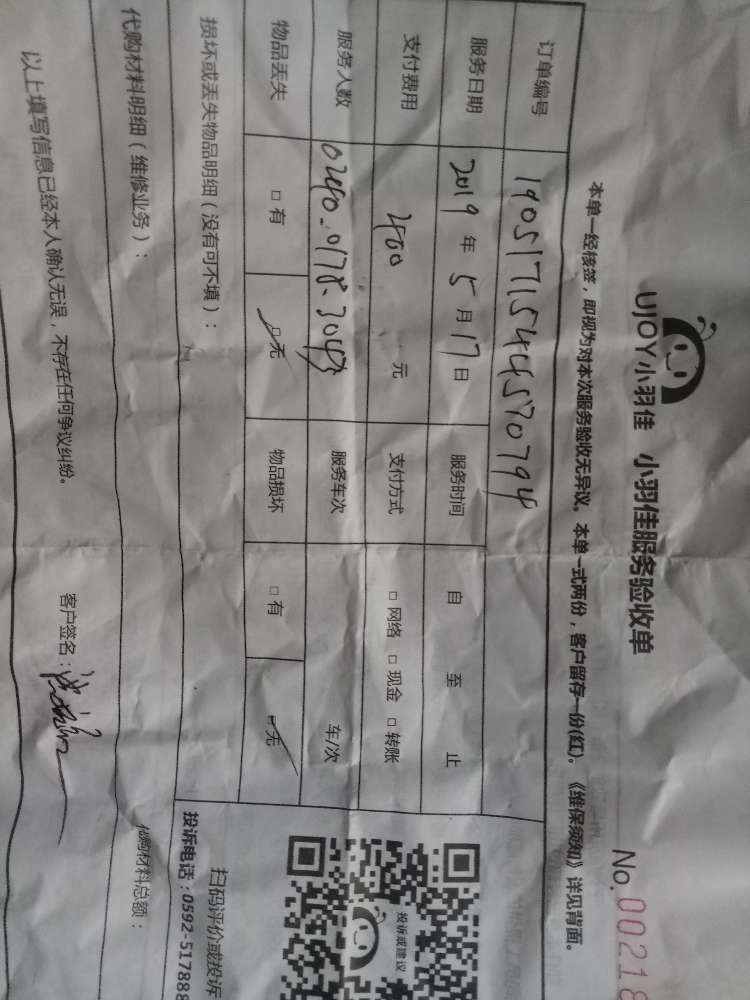 UJOY小羽佳 小羽佳服务验收单
No.00218
本单一经核签，即视为对本次服务验收无异议。本单一式两份，客户留存一份(红)。《维保须知》详见背面。
订单编号
服务日期 2019 年 5 月 17 日 服务时间 自 至 止
支付费用 元 支付方式 □ 网络 □ 现金 □ 转账
服务人数 服务车次 车/次
物品丢失 □ 有 □ 无 物品损坏 □ 有 □ 无
损坏或丢失物品明细（没有可不填）：
代购材料明细（维修业务）： 代购材料总额：
以上填写信息已经本人确认无误，不存在任何争议纠纷。 客户签名：
投诉或建议
扫码评价或投诉
投诉电话：0592-517888